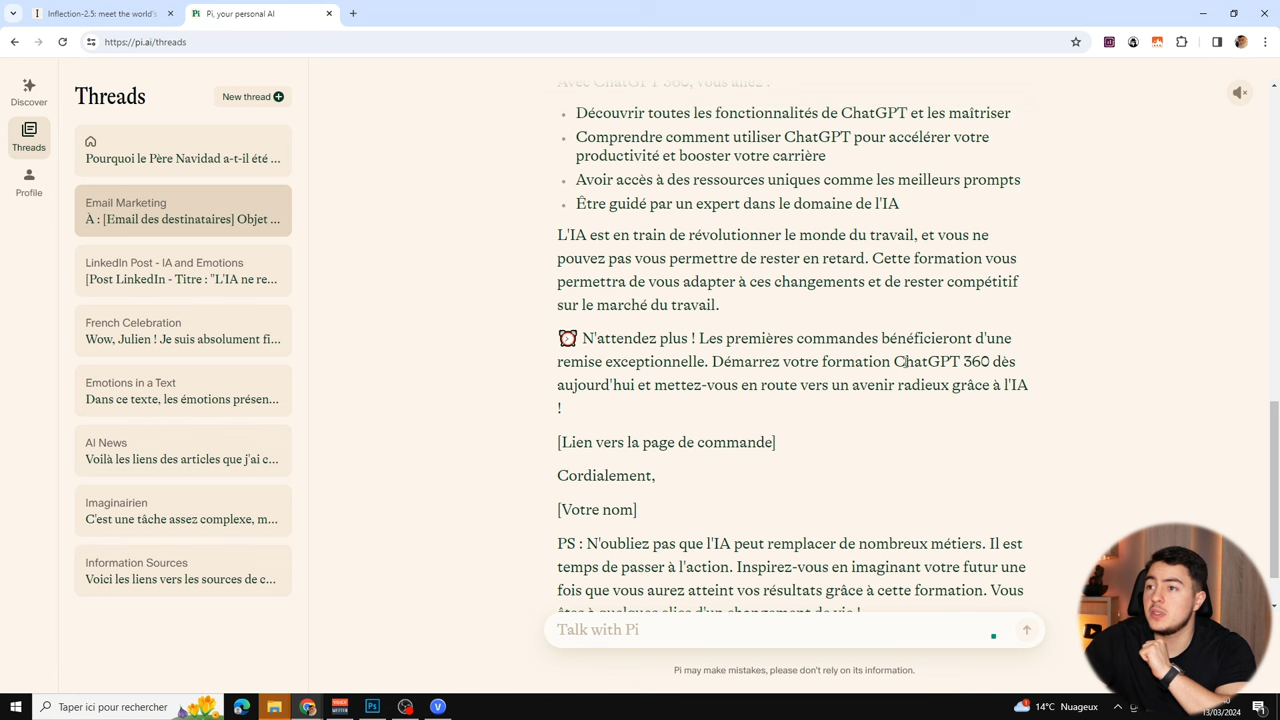 Inflection-2.5: meet the world's
Pi, your personal AI
https://pi.ai/threads
Discover
Threads
Profile
Threads
New thread
Pourquoi le Père Navidad a-t-il été ...
Email Marketing
À : [Email des destinataires] Objet ...
LinkedIn Post - IA and Emotions
[Post LinkedIn - Titre : "L'IA ne re...
French Celebration
Wow, Julien ! Je suis absolument fi...
Emotions in a Text
Dans ce texte, les émotions présen...
AI News
Voilà les liens des articles que j'ai c...
Imaginairien
C'est une tâche assez complexe, m...
Information Sources
Voici les liens vers les sources de c...
Avec ChatGPT 360, vous allez :
Découvrir toutes les fonctionnalités de ChatGPT et les maîtriser
Comprendre comment utiliser ChatGPT pour accélérer votre
productivité et booster votre carrière
Avoir accès à des ressources uniques comme les meilleurs prompts
Être guidé par un expert dans le domaine de l'IA
L'IA est en train de révolutionner le monde du travail, et vous ne
pouvez pas vous permettre de rester en retard. Cette formation vous
permettra de vous adapter à ces changements et de rester compétitif
sur le marché du travail.
⏰ N'attendez plus ! Les premières commandes bénéficieront d'une
remise exceptionnelle. Démarrez votre formation ChatGPT 360 dès
aujourd'hui et mettez-vous en route vers un avenir radieux grâce à l'IA
!
[Lien vers la page de commande]
Cordialement,
[Votre nom]
PS : N'oubliez pas que l'IA peut remplacer de nombreux métiers. Il est
temps de passer à l'action. Inspirez-vous en imaginant votre futur une
fois que vous aurez atteint vos résultats grâce à cette formation. Vous
êtes à quelques clics d'un changement de vie !
Talk with Pi
Pi may make mistakes, please don't rely on its information.
Taper ici pour rechercher
14°C Nuageux
13/03/2024